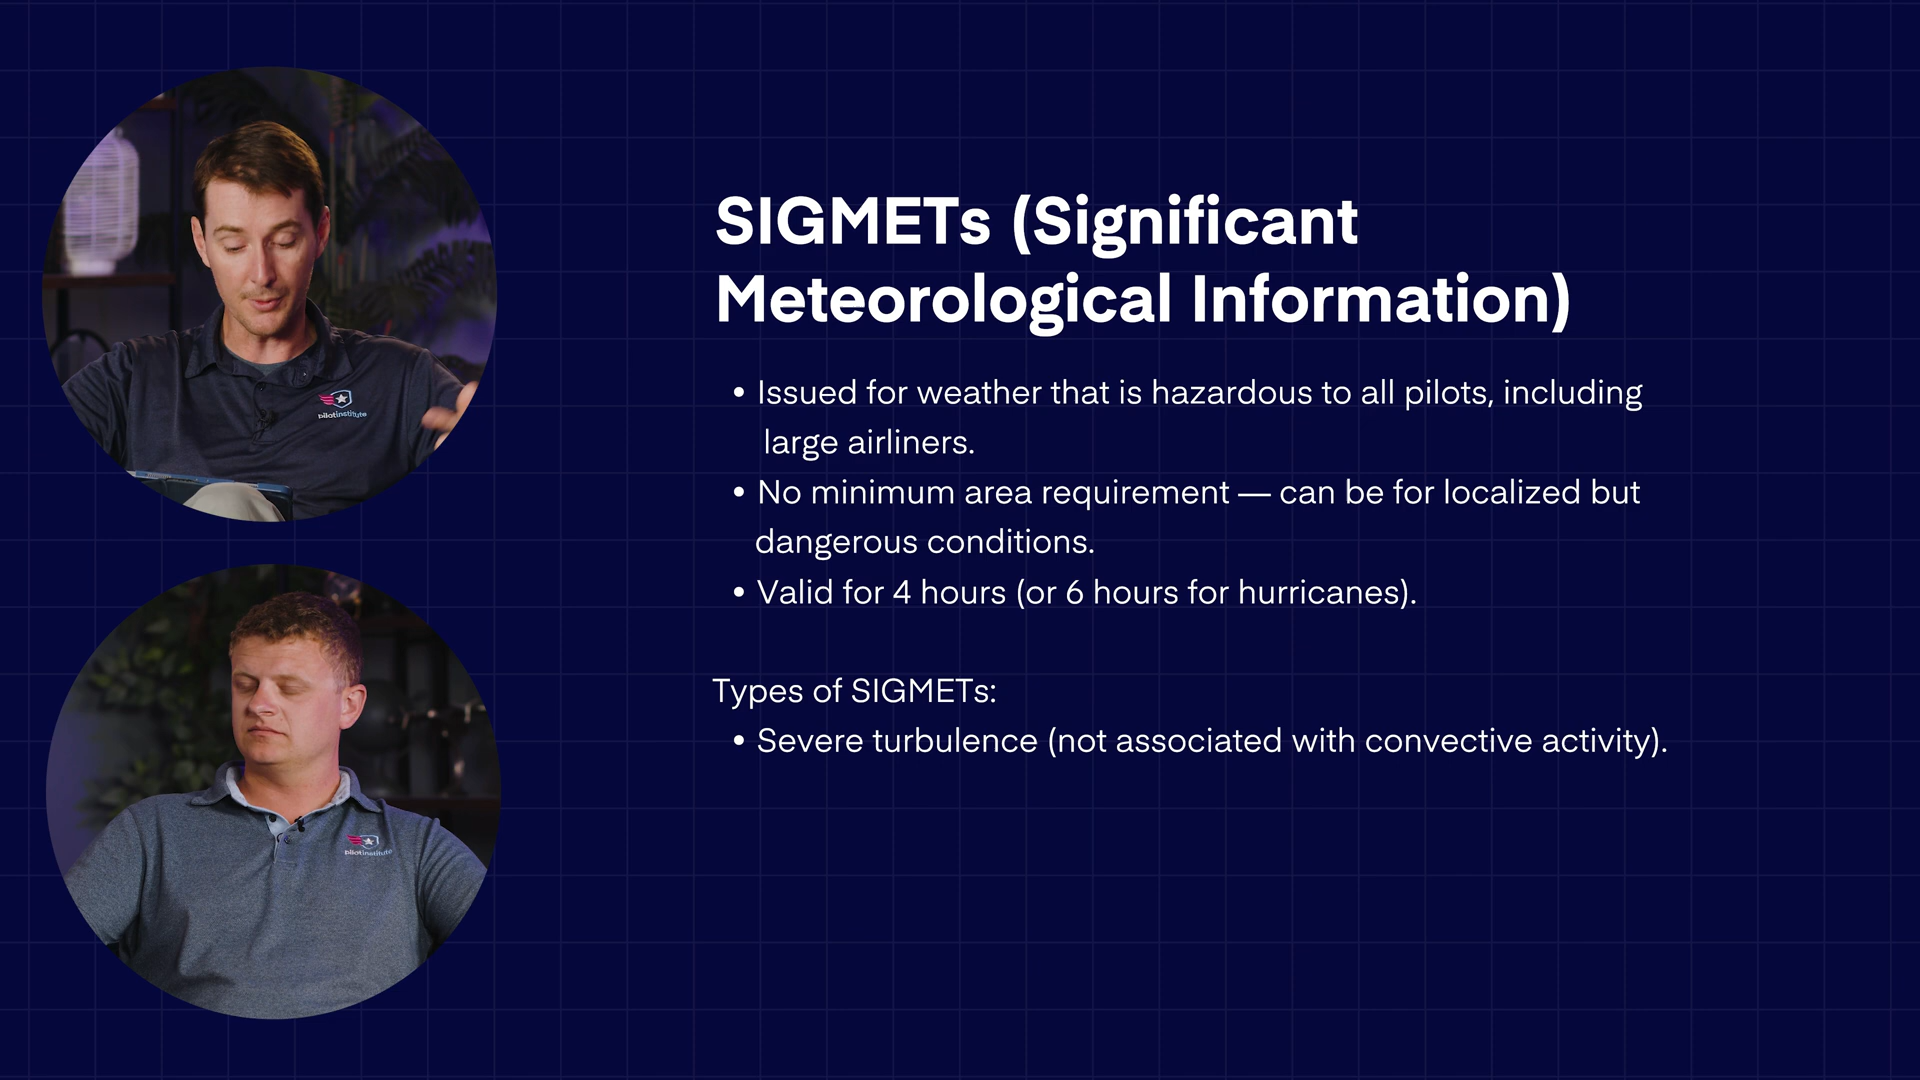 SIGMETs (Significant
Meteorological Information)
• Issued for weather that is hazardous to all pilots, including
large airliners.
• No minimum area requirement — can be for localized but
dangerous conditions.
• Valid for 4 hours (or 6 hours for hurricanes).
Types of SIGMETs:
• Severe turbulence (not associated with convective activity).
pilotinstitute
pilotinstitute